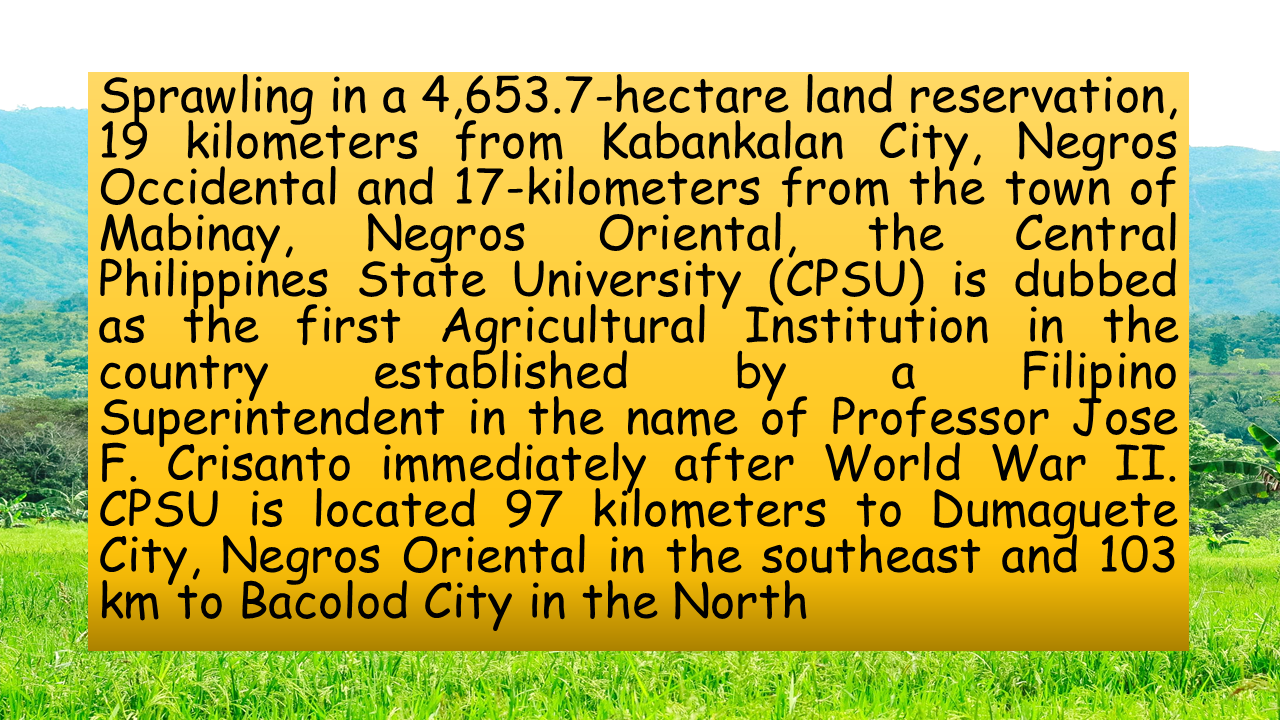 Sprawling in a 4,653.7-hectare land reservation,
19 kilometers from Kabankalan City, Negros
Occidental and 17-kilometers from the town of
Mabinay, Negros Oriental, the Central
Philippines State University (CPSU) is dubbed
as the first Agricultural Institution in the
country established by a Filipino
Superintendent in the name of Professor Jose
F. Crisanto immediately after World War II.
CPSU is located 97 kilometers to Dumaguete
City, Negros Oriental in the southeast and 103
km to Bacolod City in the North